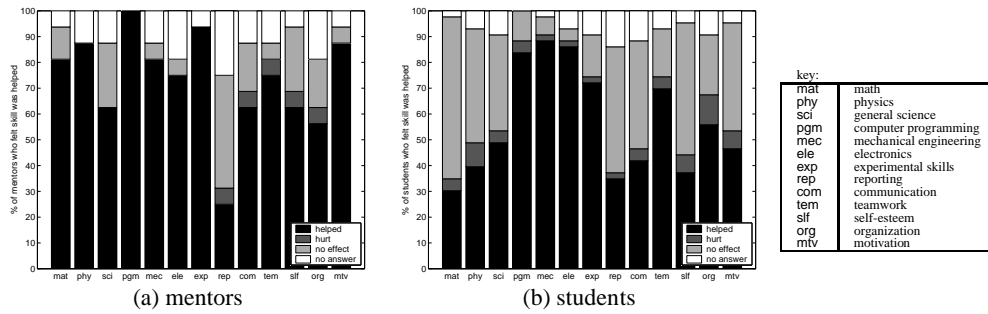 % of mentors who felt skill was helped
100
90
80
70
60
50
40
30
20
10
0
helped
hurt
no effect
no answer
mat phy sci pgm mec ele exp rep com tem slf org mtv
(a) mentors
% of students who felt skill was helped
100
90
80
70
60
50
40
30
20
10
0
helped
hurt
no effect
no answer
mat phy sci pgm mec ele exp rep com tem slf org mtv
(b) students
key:
mat math
phy physics
sci general science
pgm computer programming
mec mechanical engineering
ele electronics
exp experimental skills
rep reporting
com communication
tem teamwork
slf self-esteem
org organization
mtv motivation